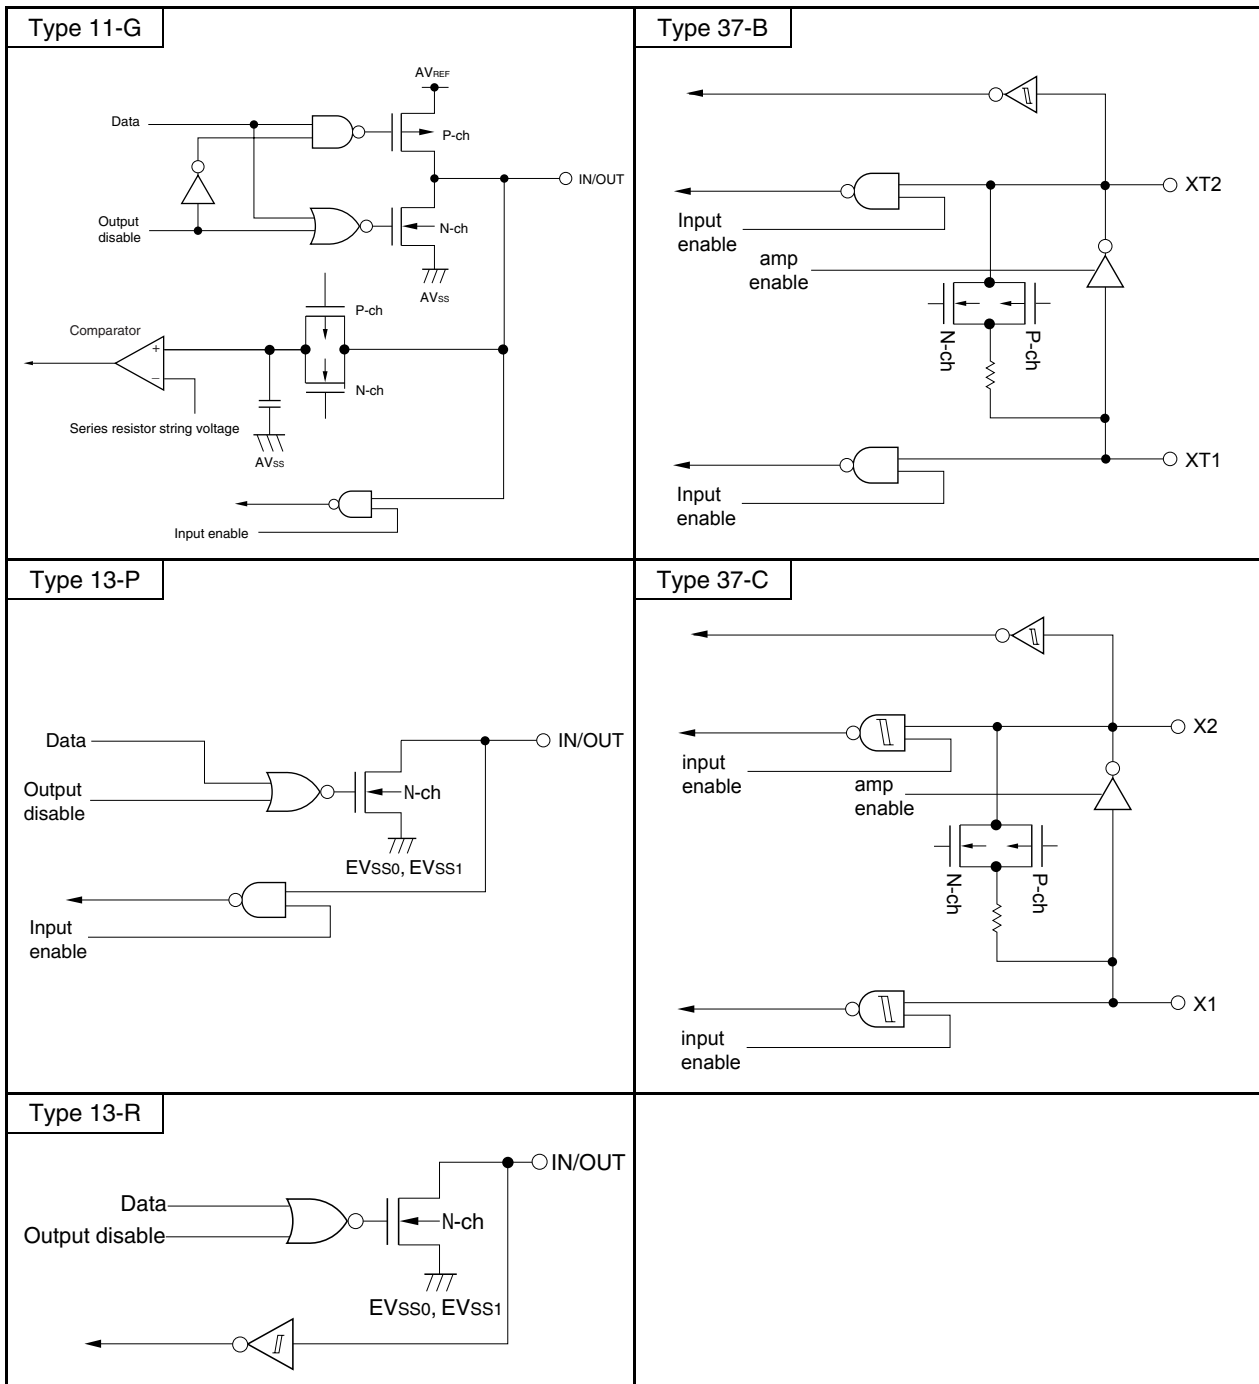 Type 11-G
AVREF
Data
P-ch
IN/OUT
Output
disable
N-ch
AVSS
P-ch
Comparator
+
–
N-ch
Series resistor string voltage
AVSS
Input enable
Type 37-B
XT2
Input
enable
amp
enable
N-ch
P-ch
XT1
Input
enable
Type 13-P
Data
IN/OUT
Output
disable
N-ch
EVSS0, EVSS1
Input
enable
Type 37-C
X2
input
enable
amp
enable
N-ch
P-ch
X1
input
enable
Type 13-R
IN/OUT
Data
N-ch
Output disable
EVSS0, EVSS1